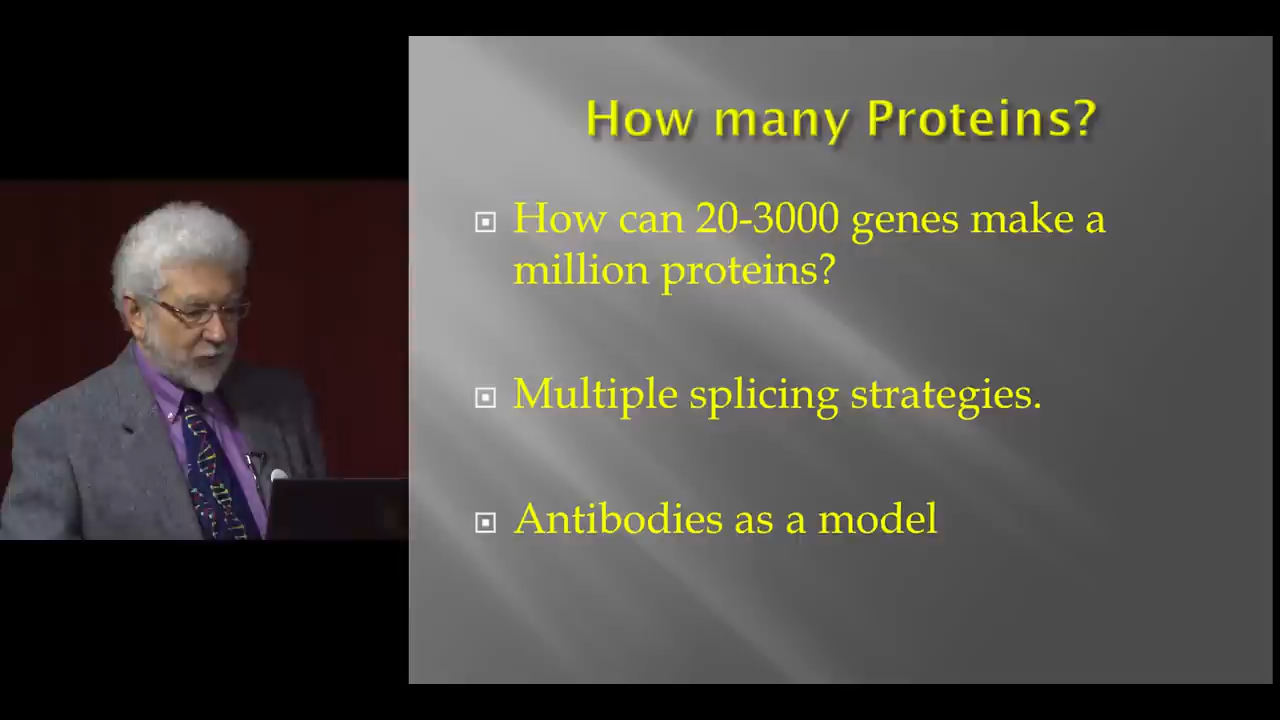 How many Proteins?
How can 20-3000 genes make a
million proteins?
Multiple splicing strategies.
Antibodies as a model